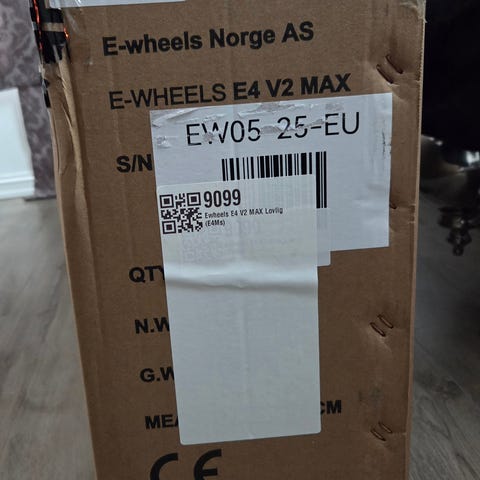 E-wheels Norge AS
E-WHEELS E4 V2 MAX
EW05 25-EU
S/N
9099
Ewheels E4 V2 MAX Lovlig
(E4Ms)
QTY
N.W
G.W
MEA CM
CE